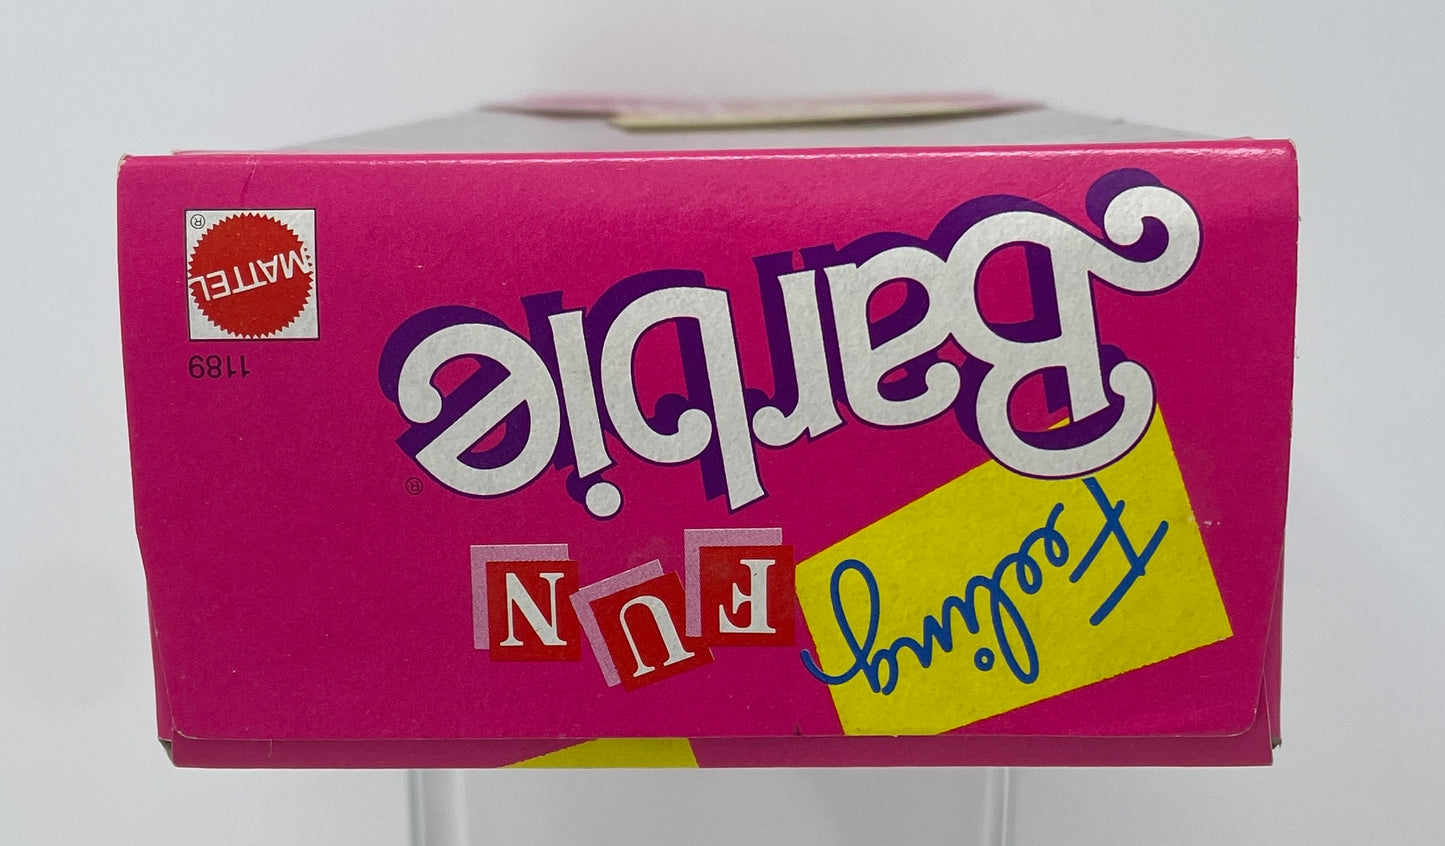 Feeling FUN
Barbie®
1189
MATTEL
®